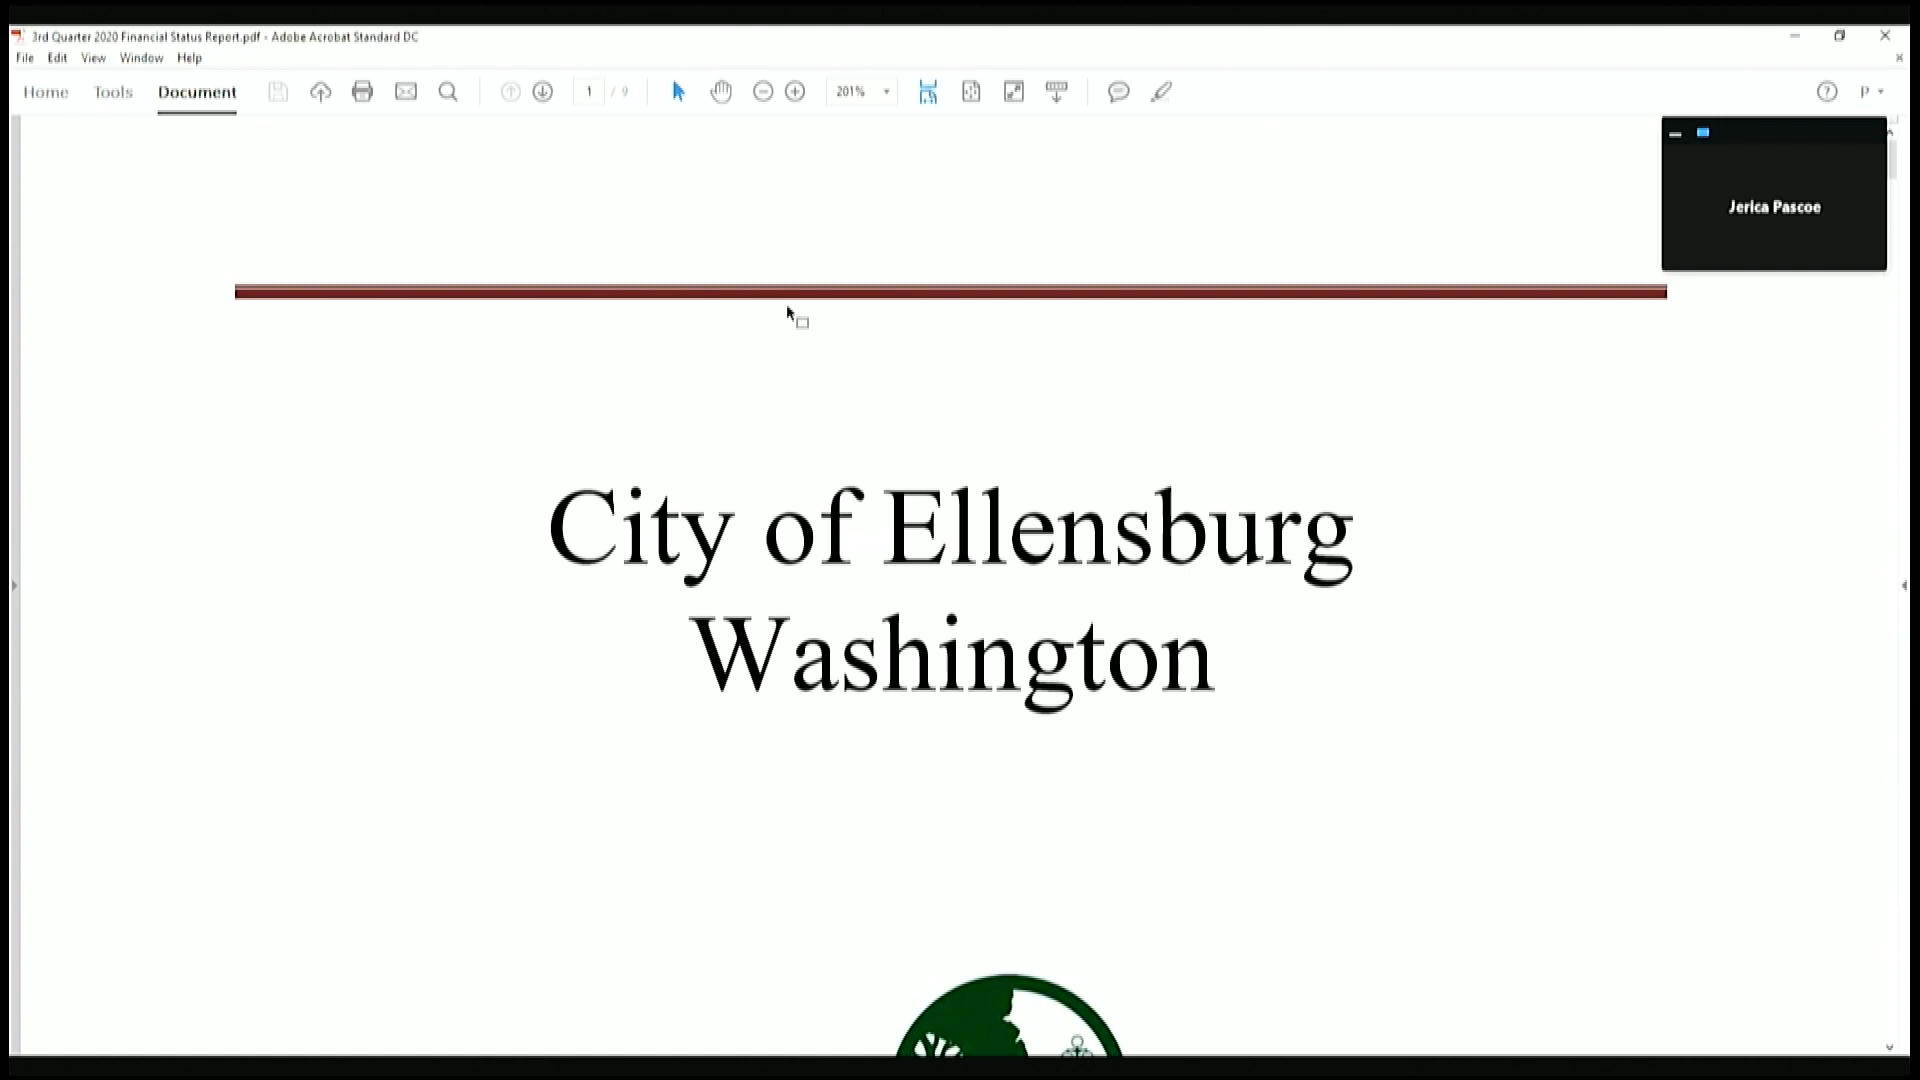 3rd Quarter 2020 Financial Status Report.pdf - Adobe Acrobat Standard DC
File Edit View Window Help
Home Tools Document 1 / 9 201% P
Jerica Pascoe
City of Ellensburg
Washington